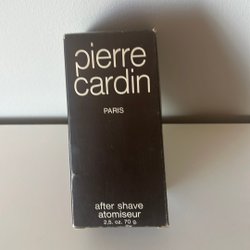 pierre
cardin
PARIS
after shave
atomiseur
2.5. oz. 70 g.